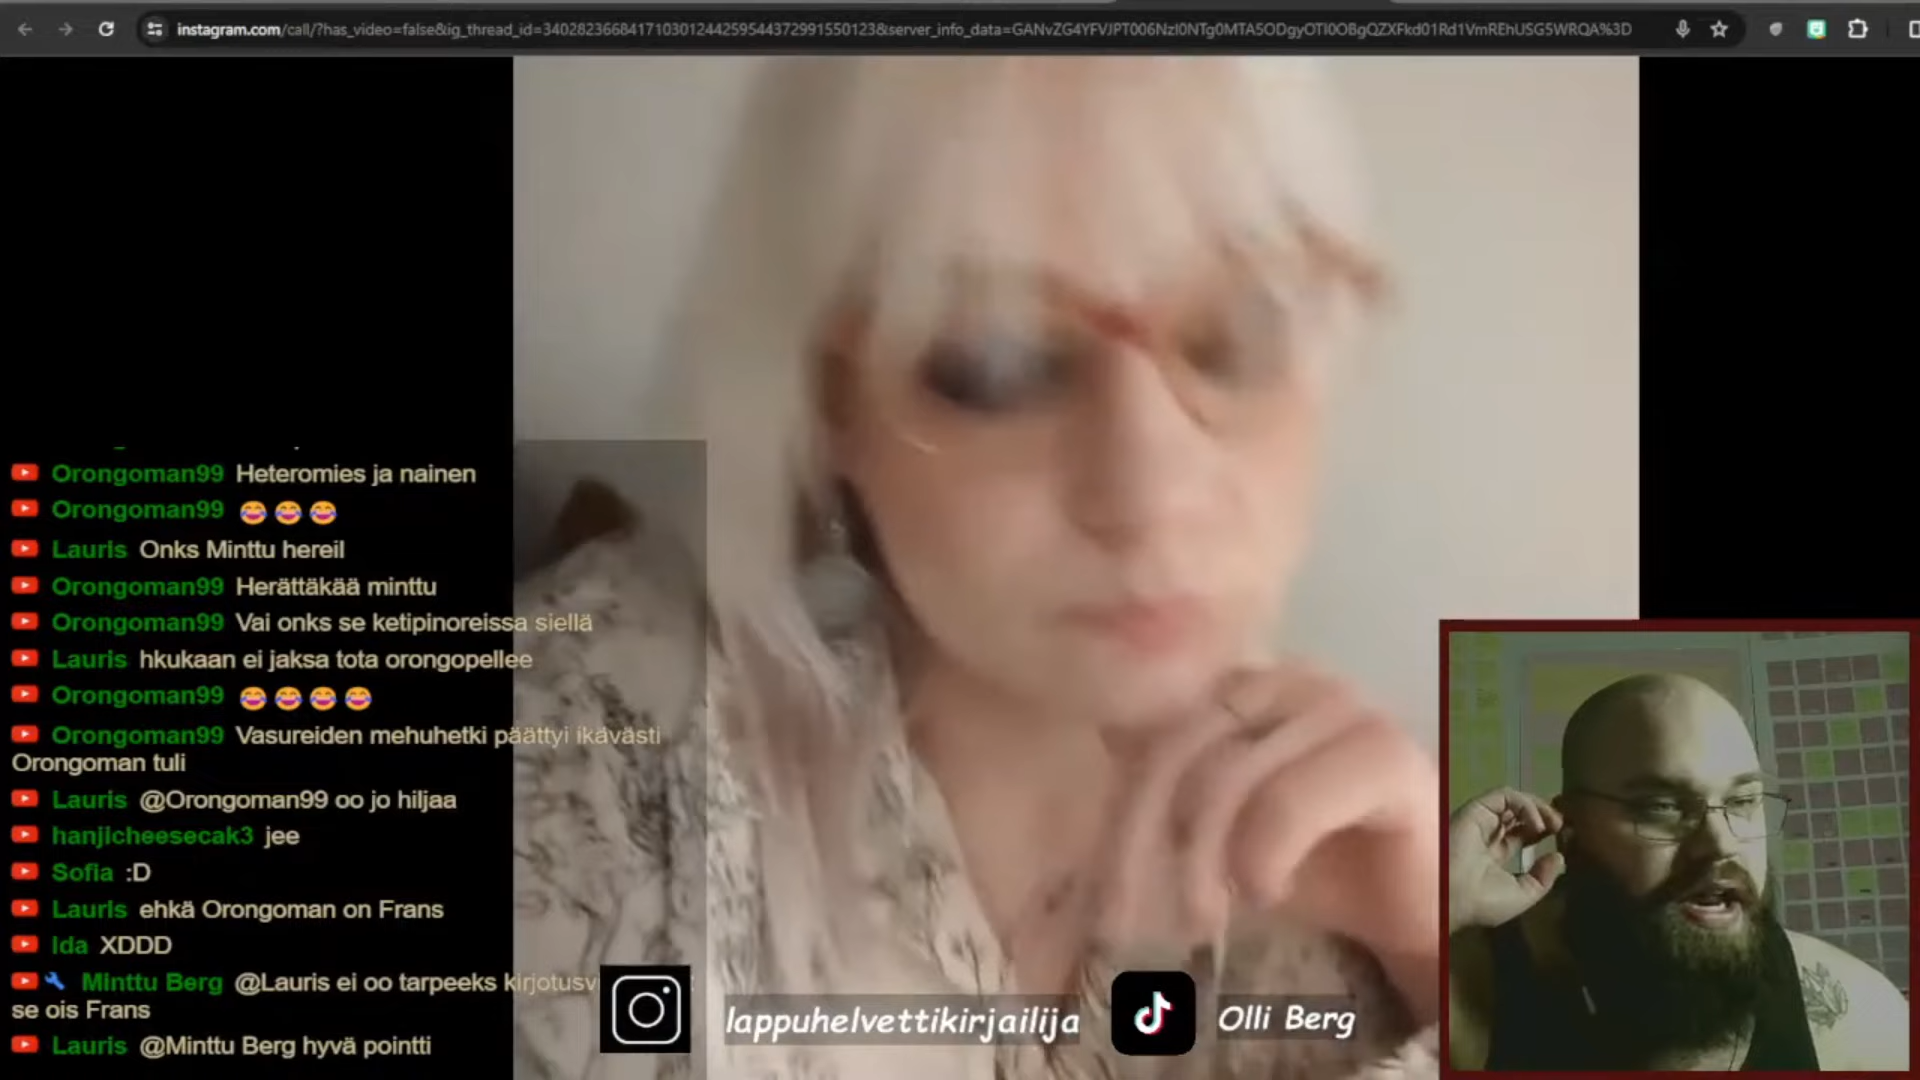 instagram.com/call/?has_video=false&ig_thread_id=340282366841710301244259544372991550123&server_info_data=GANvZG4YFVJPT006NzI0NTg0MTA5ODgyOTI0OBgQZXFkd01Rd1VmREhUSG5WRQA%3D
Orongoman99 Heteromies ja nainen
Orongoman99 😂😂😂
Lauris Onks Minttu hereil
Orongoman99 Herättäkää minttu
Orongoman99 Vai onks se ketipinoreissa siellä
Lauris hkukaan ei jaksa tota orongopellee
Orongoman99 😂😂😂😂
Orongoman99 Vasureiden mehuhetki päättyi ikävästi
Orongoman tuli
Lauris @Orongoman99 oo jo hiljaa
hanjicheesecak3 jee
Sofia :D
Lauris ehkä Orongoman on Frans
Ida XDDD
Minttu Berg @Lauris ei oo tarpeeks
se ois Frans
Lauris @Minttu Berg hyvä pointti
lappuhelvettikirjailija
Olli Berg